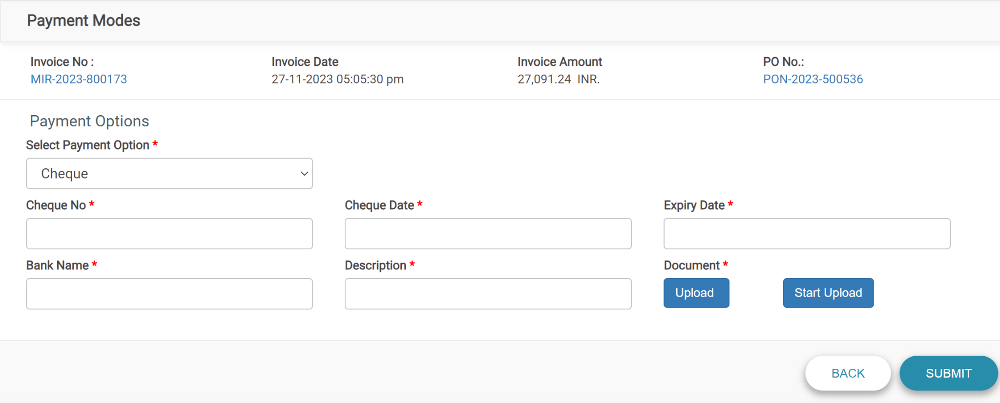 Payment Modes
Invoice No : Invoice Date Invoice Amount PO No.:
MIR-2023-800173 27-11-2023 05:05:30 pm 27,091.24 INR. PON-2023-500536
Payment Options
Select Payment Option *
Cheque
Cheque No * Cheque Date * Expiry Date *
Bank Name * Description * Document *
Upload Start Upload
BACK SUBMIT